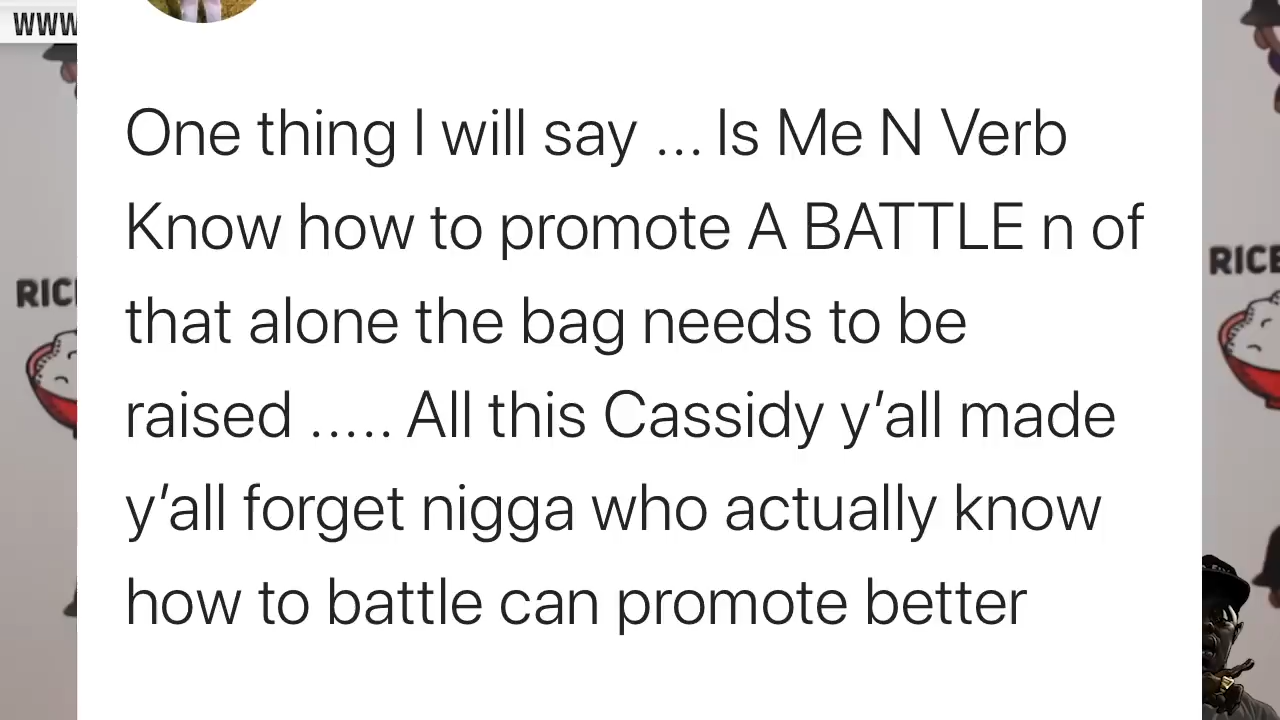 WWW
One thing I will say ... Is Me N Verb
Know how to promote A BATTLE n of
RICE
that alone the bag needs to be
raised ..... All this Cassidy y’all made
y’all forget nigga who actually know
how to battle can promote better